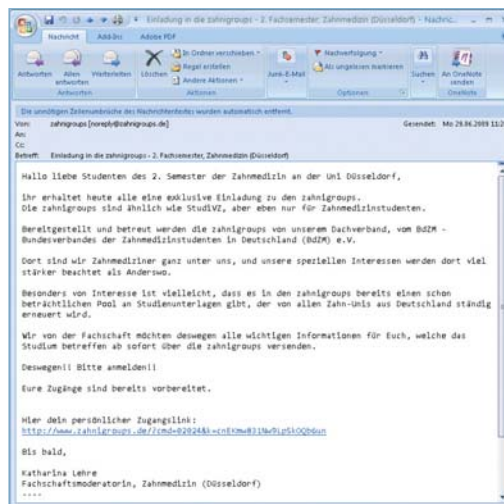 Einladung in die zahnigroups - 2. Fachsemester, Zahnmedizin (Düsseldorf) - Nachric...
Nachricht Add-Ins Adobe PDF
Antworten Allen antworten Weiterleiten
Antworten
Löschen
In Ordner verschieben
Regel erstellen
Andere Aktionen
Aktionen
Junk-E-Mail
Nachverfolgung
Als ungelesen markieren
Optionen
Suchen
An OneNote senden
OneNote
Die unnötigen Zeilenumbrüche des Nachrichtentextes wurden automatisch entfernt.
Von: zahnigroups [noreply@zahnigroups.de] Gesendet: Mo 29.06.2009 11:2
An:
Cc:
Betreff: Einladung in die zahnigroups - 2. Fachsemester, Zahnmedizin (Düsseldorf)
Hallo liebe Studenten des 2. Semester der Zahnmedizin an der Uni Düsseldorf,
ihr erhaltet heute alle eine exklusive Einladung zu den zahnigroups.
Die zahnigroups sind ähnlich wie StudiVZ, aber eben nur für Zahnmedizinstudenten.
Bereitgestellt und betreut werden die zahnigroups von unserem Dachverband, vom BdZM -
Bundesverbandes der Zahnmedizinstudenten in Deutschland (BdZM) e.V.
Dort sind wir Zahnmediziner ganz unter uns, und unsere speziellen Interessen werden dort viel
stärker beachtet als Anderswo.
Besonders von Interesse ist vielleicht, dass es in den zahnigroups bereits einen schon
beträchtlichen Pool an Studienunterlagen gibt, der von allen Zahn-Unis aus Deutschland ständig
erneuert wird.
Wir von der Fachschaft möchten deswegen alle wichtigen Informationen für Euch, welche das
Studium betreffen ab sofort über die zahnigroups versenden.
Deswegen!! Bitte anmelden!!
Eure Zugänge sind bereits vorbereitet.
Hier dein persönlicher Zugangslink:
Bis bald,
Katharina Lehre
Fachschaftsmoderatorin, Zahnmedizin (Düsseldorf)
----